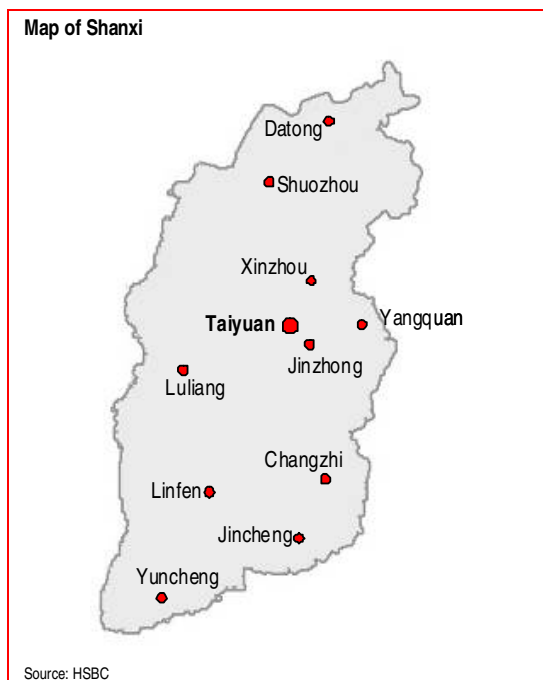 Map of Shanxi
Datong
Shuozhou
Xinzhou
Taiyuan
Yangquan
Jinzhong
Luliang
Changzhi
Linfen
Jincheng
Yuncheng
Source: HSBC